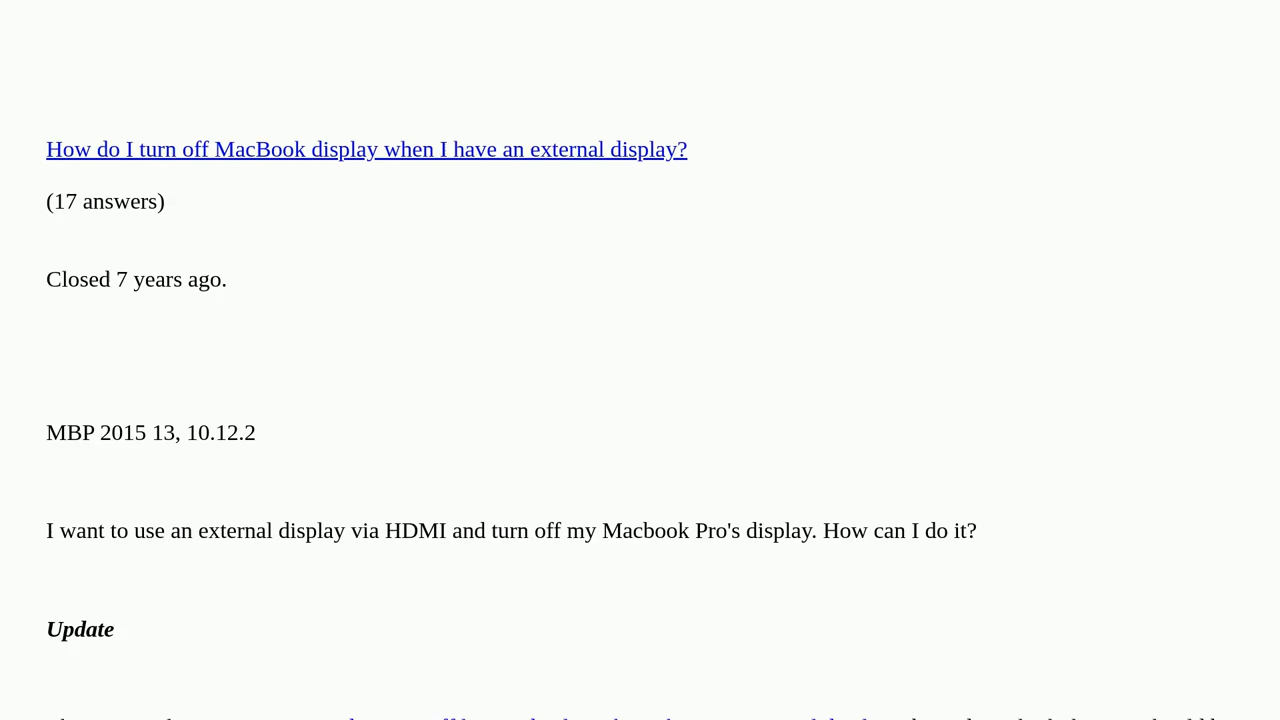 How do I turn off MacBook display when I have an external display?
(17 answers)
Closed 7 years ago.
MBP 2015 13, 10.12.2
I want to use an external display via HDMI and turn off my Macbook Pro's display. How can I do it?
Update